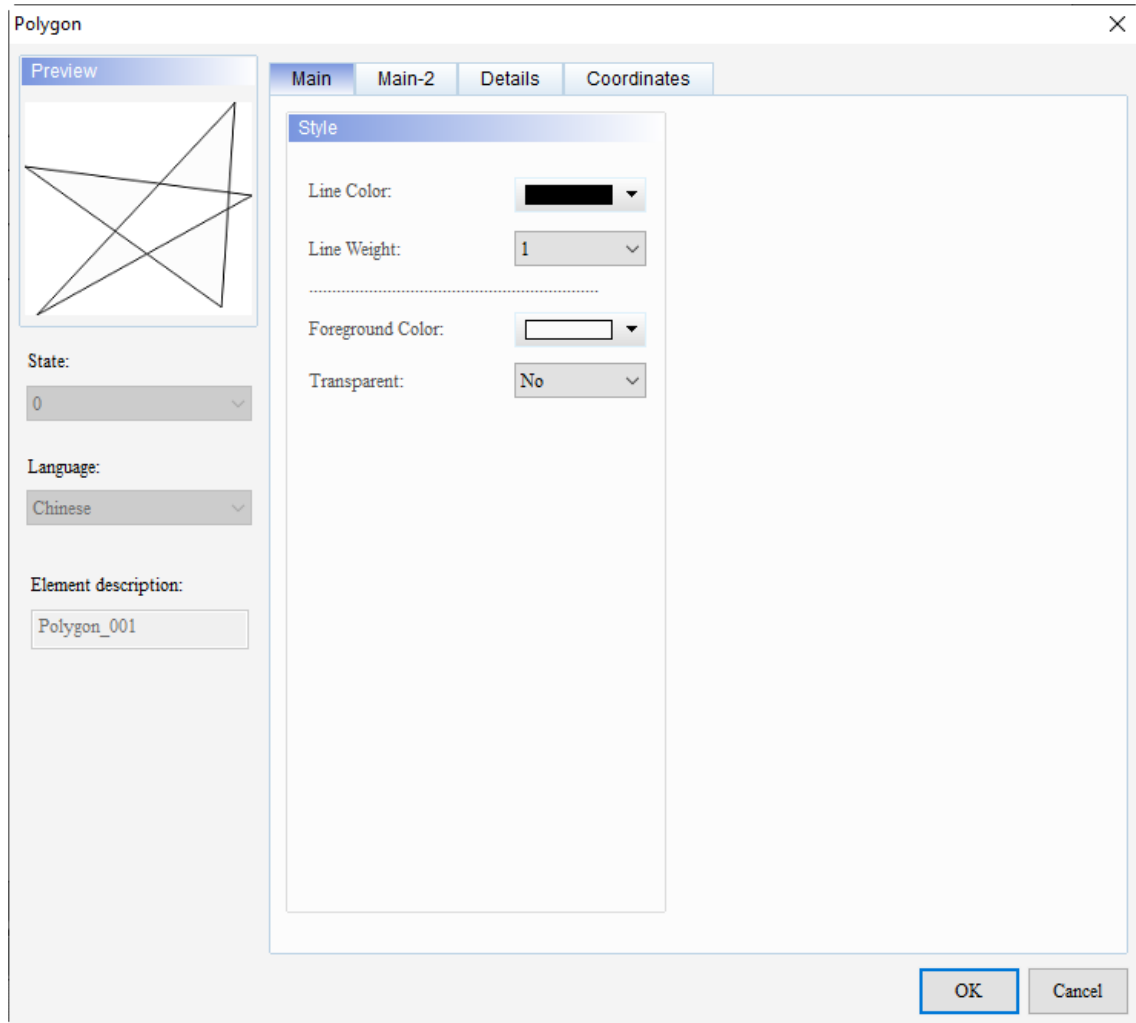 Polygon
Preview
Main
Main-2
Details
Coordinates
Style
Line Color:
Line Weight:
1
Foreground Color:
Transparent:
No
State:
0
Language:
Chinese
Element description:
Polygon_001
OK
Cancel